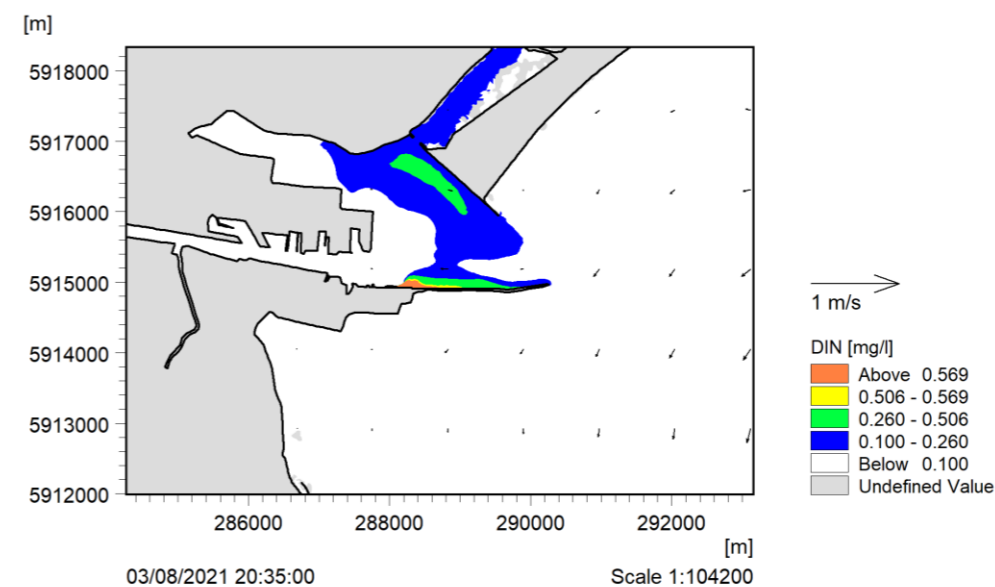 [m]
5918000
5917000
5916000
5915000
5914000
5913000
5912000
286000 288000 290000 292000
[m]
03/08/2021 20:35:00 Scale 1:104200
1 m/s
DIN [mg/l]
Above 0.569
0.506 - 0.569
0.260 - 0.506
0.100 - 0.260
Below 0.100
Undefined Value